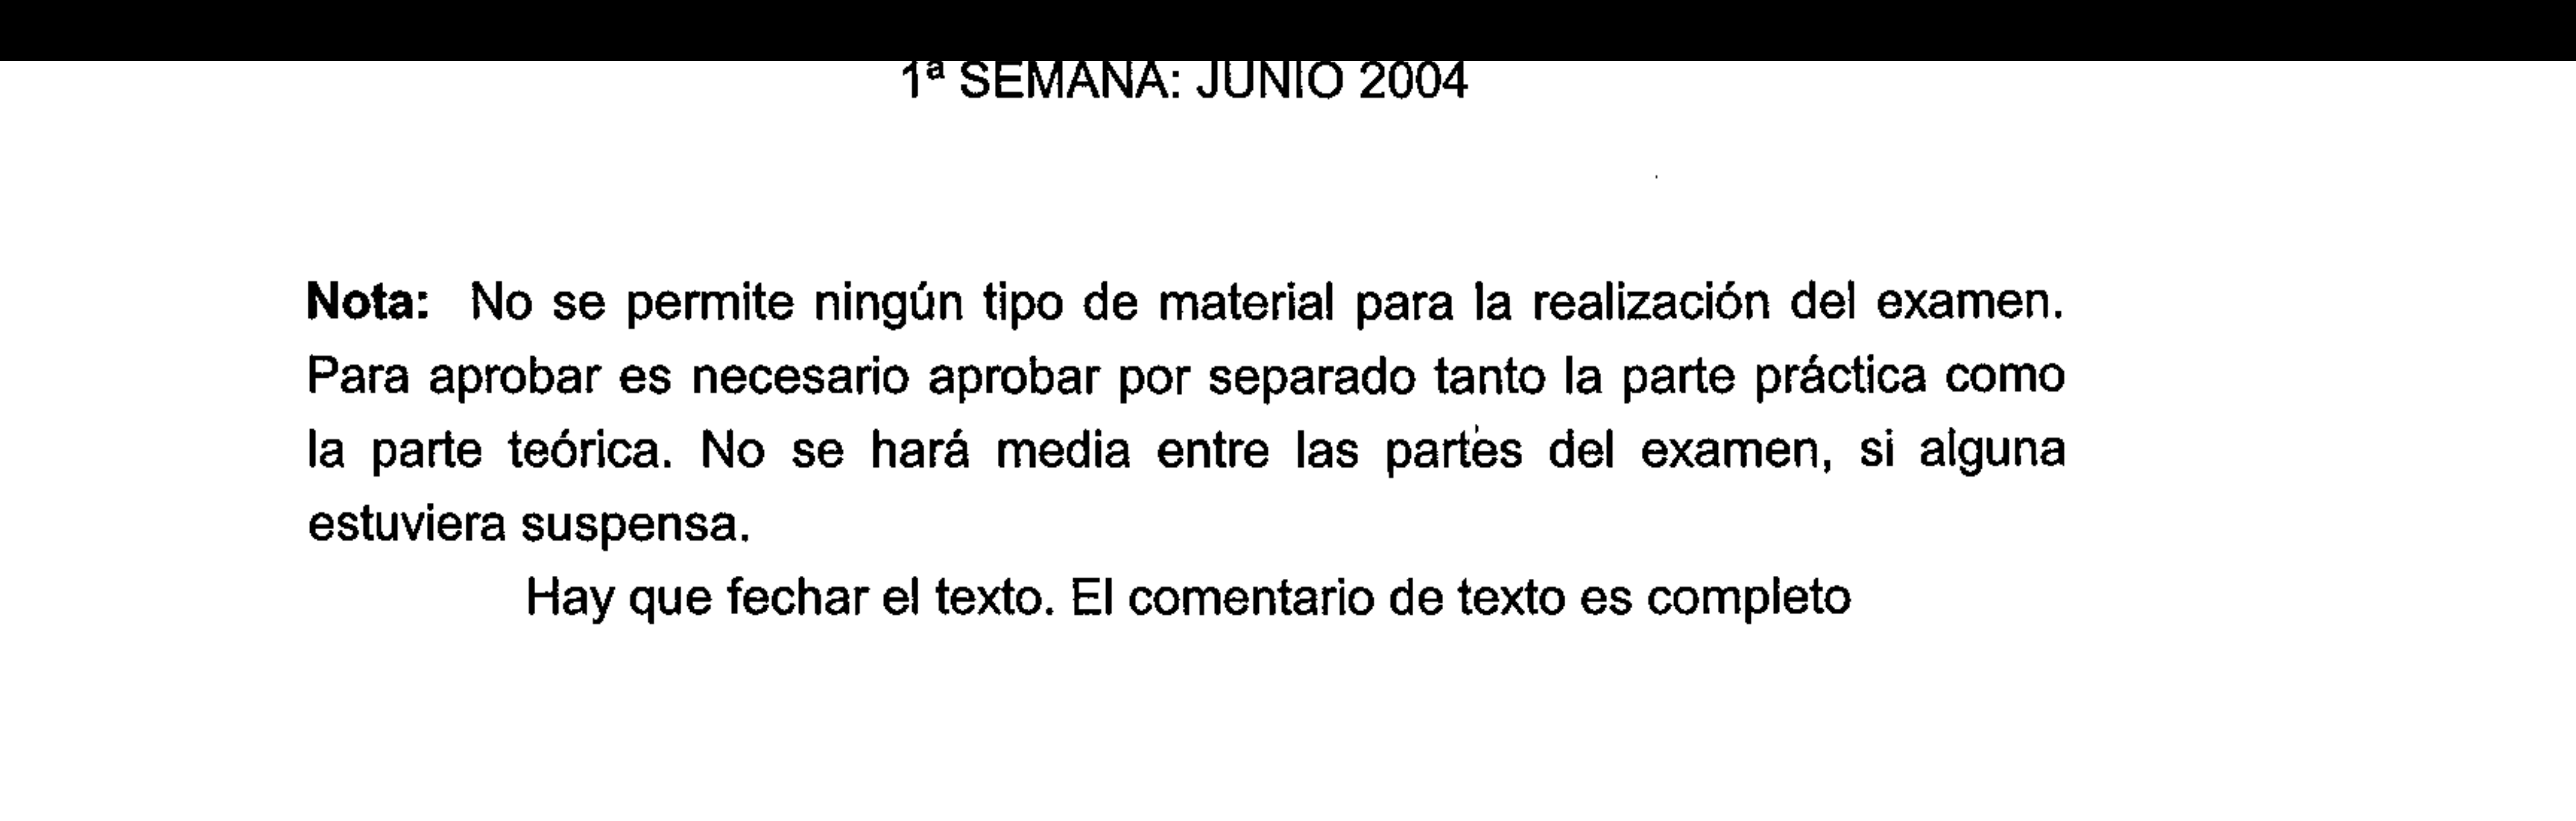 1ª SEMANA: JUNIO 2004
Nota: No se permite ningún tipo de material para la realización del examen.
Para aprobar es necesario aprobar por separado tanto la parte práctica como
la parte teórica. No se hará media entre las partes del examen, si alguna
estuviera suspensa.
Hay que fechar el texto. El comentario de texto es completo